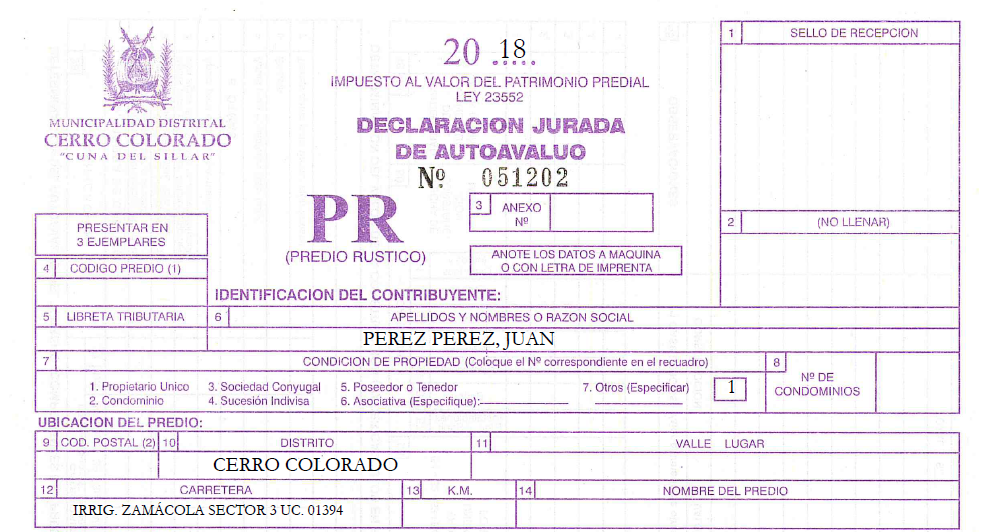 MUNICIPALIDAD DISTRITAL
CERRO COLORADO
"CUNA DEL SILLAR"
20 18
IMPUESTO AL VALOR DEL PATRIMONIO PREDIAL
LEY 23552
DECLARACION JURADA
DE AUTOAVALUO
Nº 051202
1 SELLO DE RECEPCION
PRESENTAR EN
3 EJEMPLARES
PR
(PREDIO RUSTICO)
3 ANEXO
Nº
2 (NO LLENAR)
ANOTE LOS DATOS A MAQUINA
O CON LETRA DE IMPRENTA
4 CODIGO PREDIO (1)
IDENTIFICACION DEL CONTRIBUYENTE:
5 LIBRETA TRIBUTARIA 6 APELLIDOS Y NOMBRES O RAZON SOCIAL
PEREZ PEREZ, JUAN
7 CONDICION DE PROPIEDAD (Coloque el Nº correspondiente en el recuadro)
1. Propietario Unico 3. Sociedad Conyugal 5. Poseedor o Tenedor 7. Otros (Especificar) 1
2. Condominio 4. Sucesión Indivisa 6. Asociativa (Especifique):
8 Nº DE
CONDOMINIOS
UBICACION DEL PREDIO:
9 COD. POSTAL (2) 10 DISTRITO 11 VALLE LUGAR
CERRO COLORADO
12 CARRETERA 13 K.M. 14 NOMBRE DEL PREDIO
IRRIG. ZAMÁCOLA SECTOR 3 UC. 01394